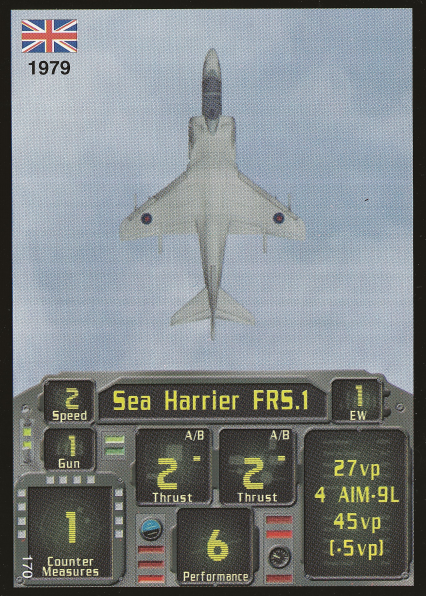 1979
2
Speed
Sea Harrier FRS.1
1
EW
1
Gun
A/B
2 -
Thrust
A/B
2 -
Thrust
27vp
4 AIM-9L
45vp
(-5vp)
1
Counter
Measures
6
Performance
170